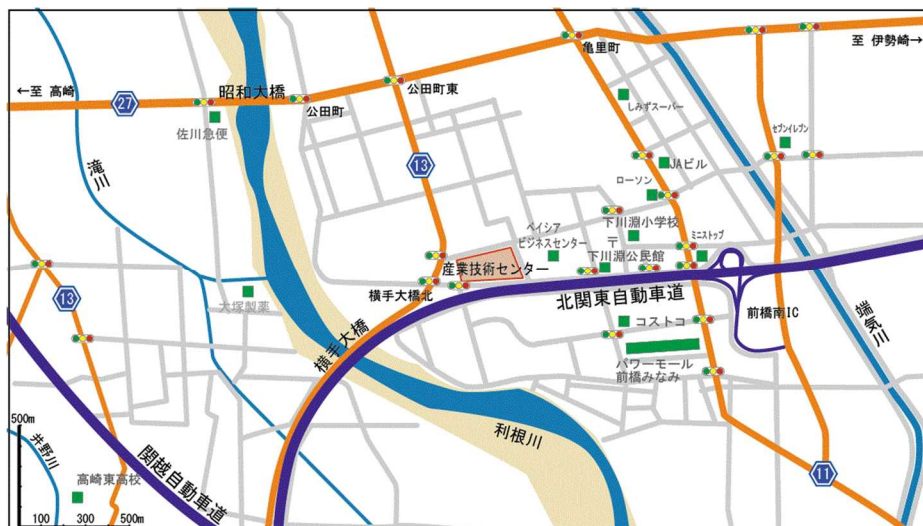 亀里町
至 伊勢崎→
←至 高崎
昭和大橋
公田町東
27
公田町
しみずスーパー
佐川急便
セブンイレブン
滝川
13
JAビル
ローソン
下川淵小学校
ベイシア
ビジネスセンター
〒
ミニストップ
下川淵公民館
産業技術センター
13
大塚製薬
横手大橋北
北関東自動車道
前橋南IC
端気川
コストコ
横手大橋
パワーモール
前橋みなみ
利根川
500m
井野川
関越自動車道
高崎東高校
11
100
300
500m